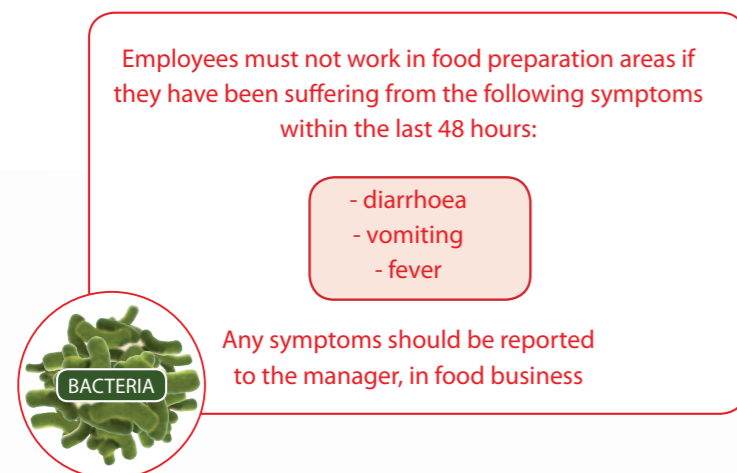 Employees must not work in food preparation areas if
they have been suffering from the following symptoms
within the last 48 hours:
- diarrhoea
- vomiting
- fever
Any symptoms should be reported
to the manager, in food business
BACTERIA